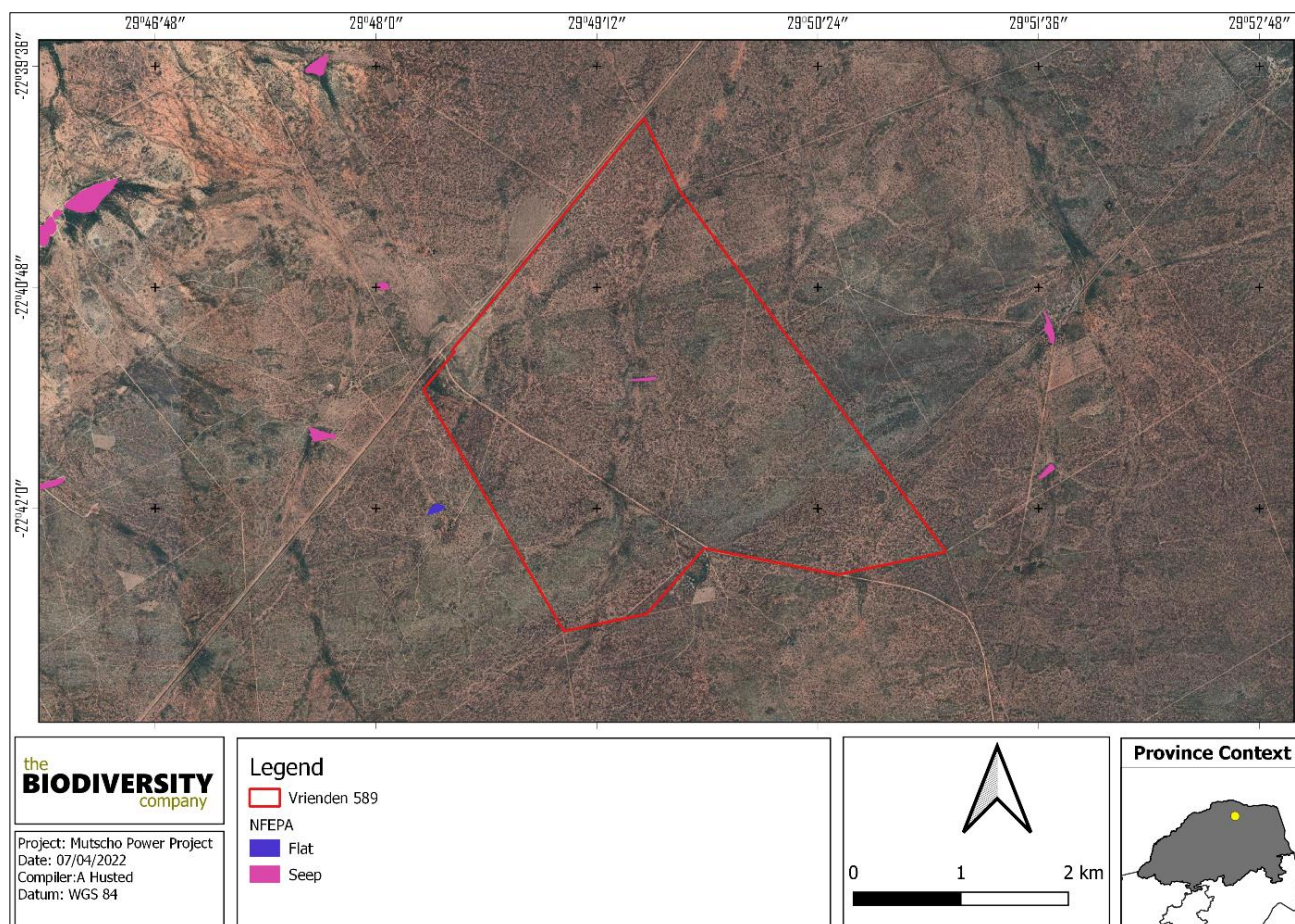 29°46'48" 29°48'0" 29°49'12" 29°50'24" 29°51'36" 29°52'48"
-22°39'36"
-22°40'48"
-22°42'0"
the
BIODIVERSITY
company
Project: Mutscho Power Project
Date: 07/04/2022
Compiler:A Husted
Datum: WGS 84
Legend
Vrienden 589
NFEPA
Flat
Seep
0 1 2 km
Province Context